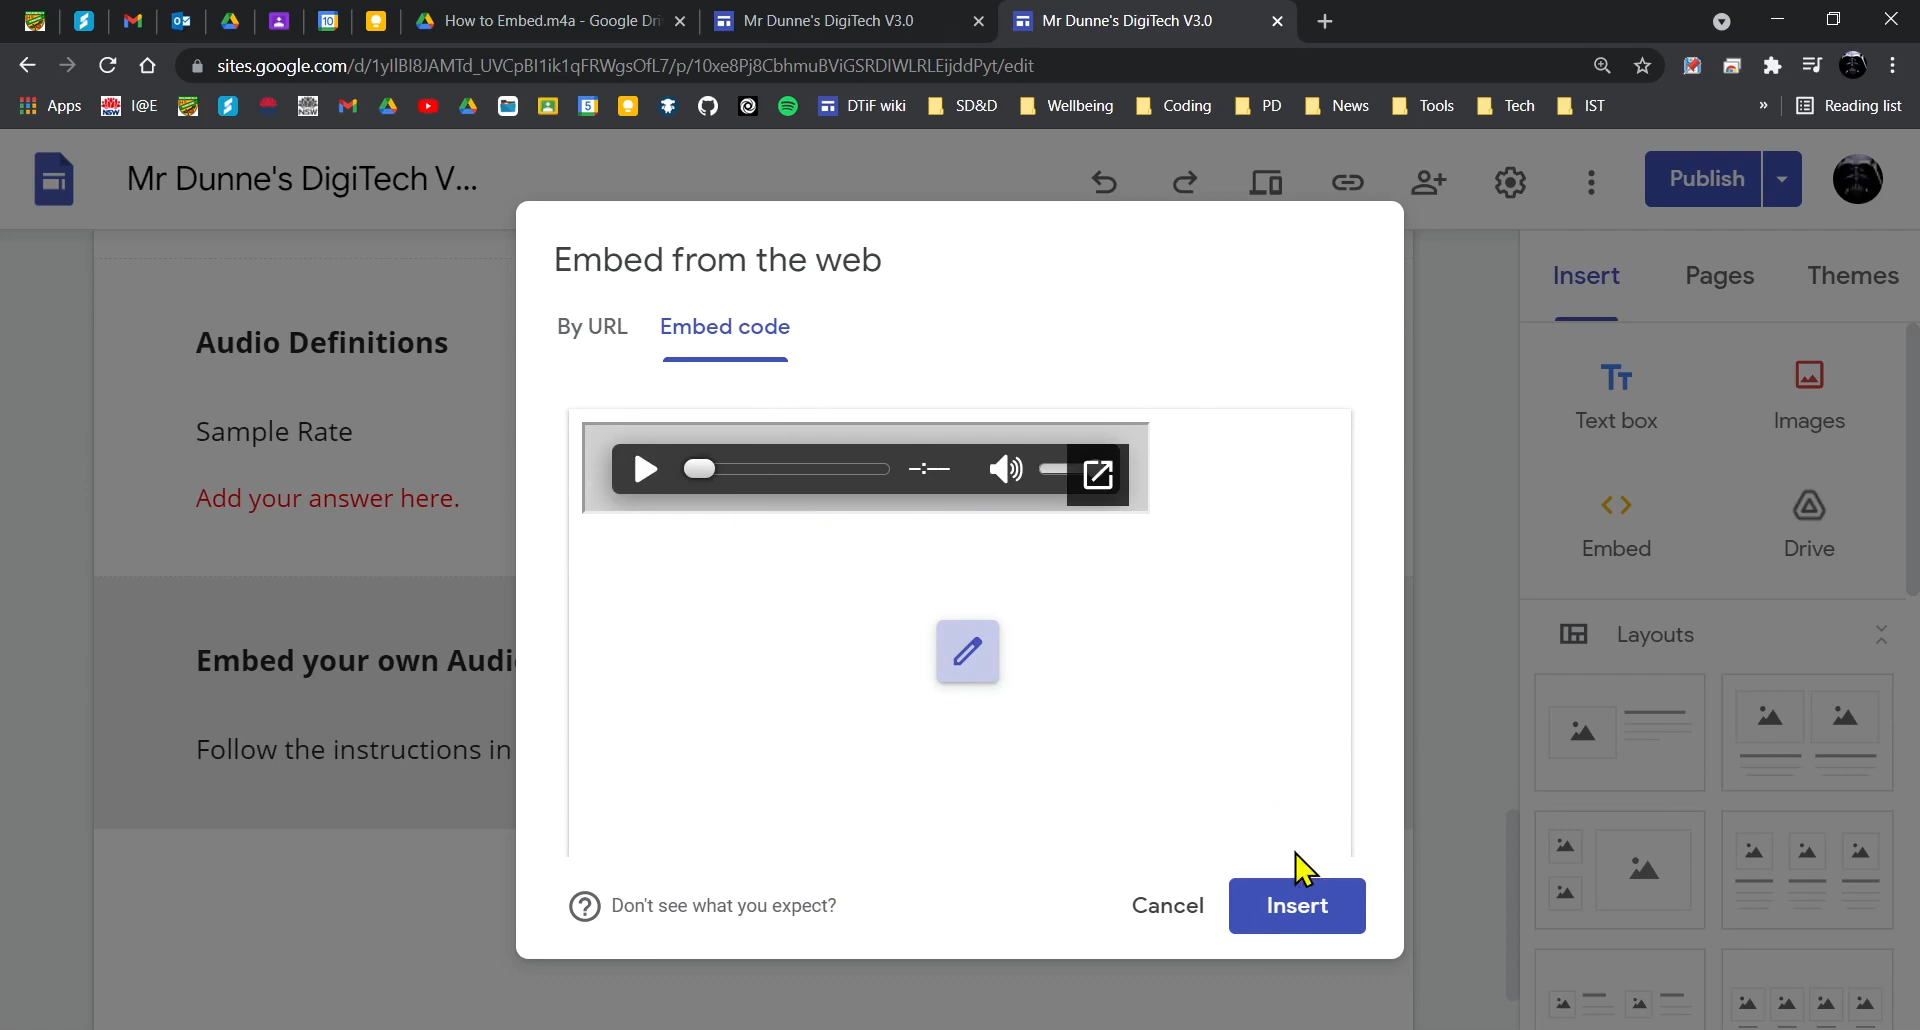 How to Embed.m4a - Google Dri
Mr Dunne's DigiTech V3.0
Mr Dunne's DigiTech V3.0
sites.google.com/d/1yIlBI8JAMTd_UVCpBI1ik1qFRWgsOfL7/p/10xe8Pj8CbhmuBViGSRDIWLRLEijddPyt/edit
Apps I@E DTiF wiki SD&D Wellbeing Coding PD News Tools Tech IST » Reading list
Mr Dunne's DigiTech V...
Publish
Embed from the web
By URL Embed code
Insert Pages Themes
Audio Definitions
Sample Rate
Add your answer here.
Text box Images
Embed Drive
Layouts
Embed your own Audi
Follow the instructions in
-:--
Don't see what you expect?
Cancel Insert